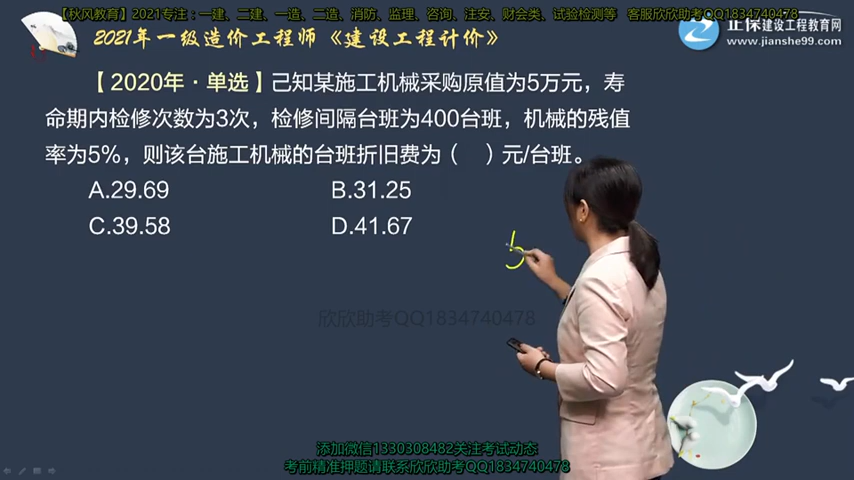 【秋风教育】2021专注：一建、二建、一造、二造、消防、监理、咨询、注安、财会类、试验检测等 客服欣欣助考QQ1834740478
2021年一级造价工程师《建设工程计价》
正保建设工程教育网
www.jianshe99.com
【2020年·单选】己知某施工机械采购原值为5万元，寿
命期内检修次数为3次，检修间隔台班为400台班，机械的残值
率为5%，则该台施工机械的台班折旧费为（ ）元/台班。
A.29.69 B.31.25
C.39.58 D.41.67
5
欣欣助考QQ1834740478
添加微信1330308482关注考试动态
考前精准押题请联系欣欣助考QQ1834740478